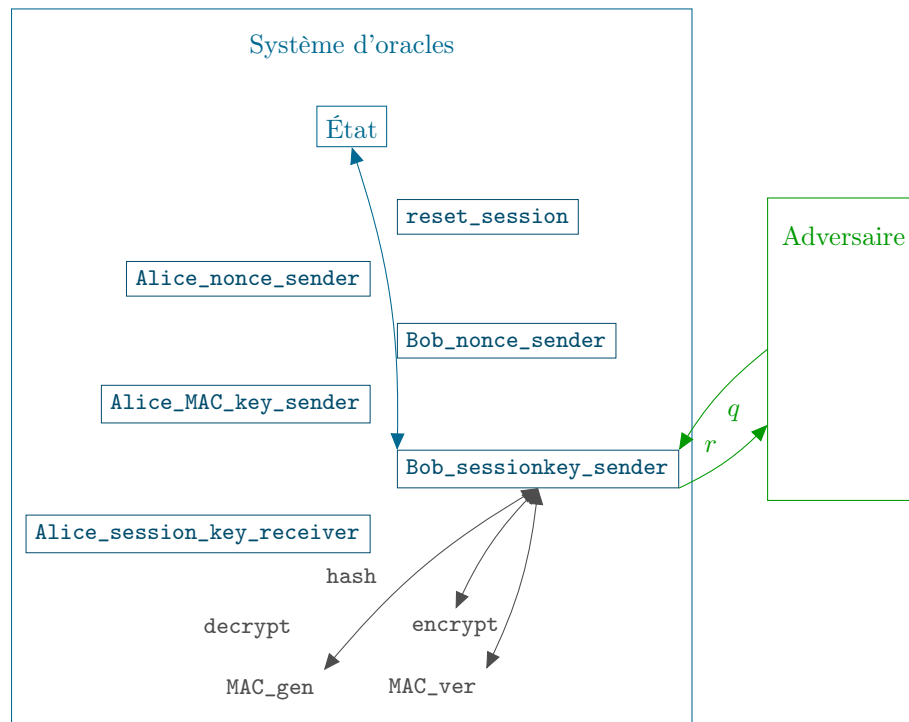 Système d'oracles
État
reset_session
Adversaire
Alice_nonce_sender
Bob_nonce_sender
Alice_MAC_key_sender
q
r
Bob_sessionkey_sender
Alice_session_key_receiver
hash
decrypt
encrypt
MAC_gen
MAC_ver